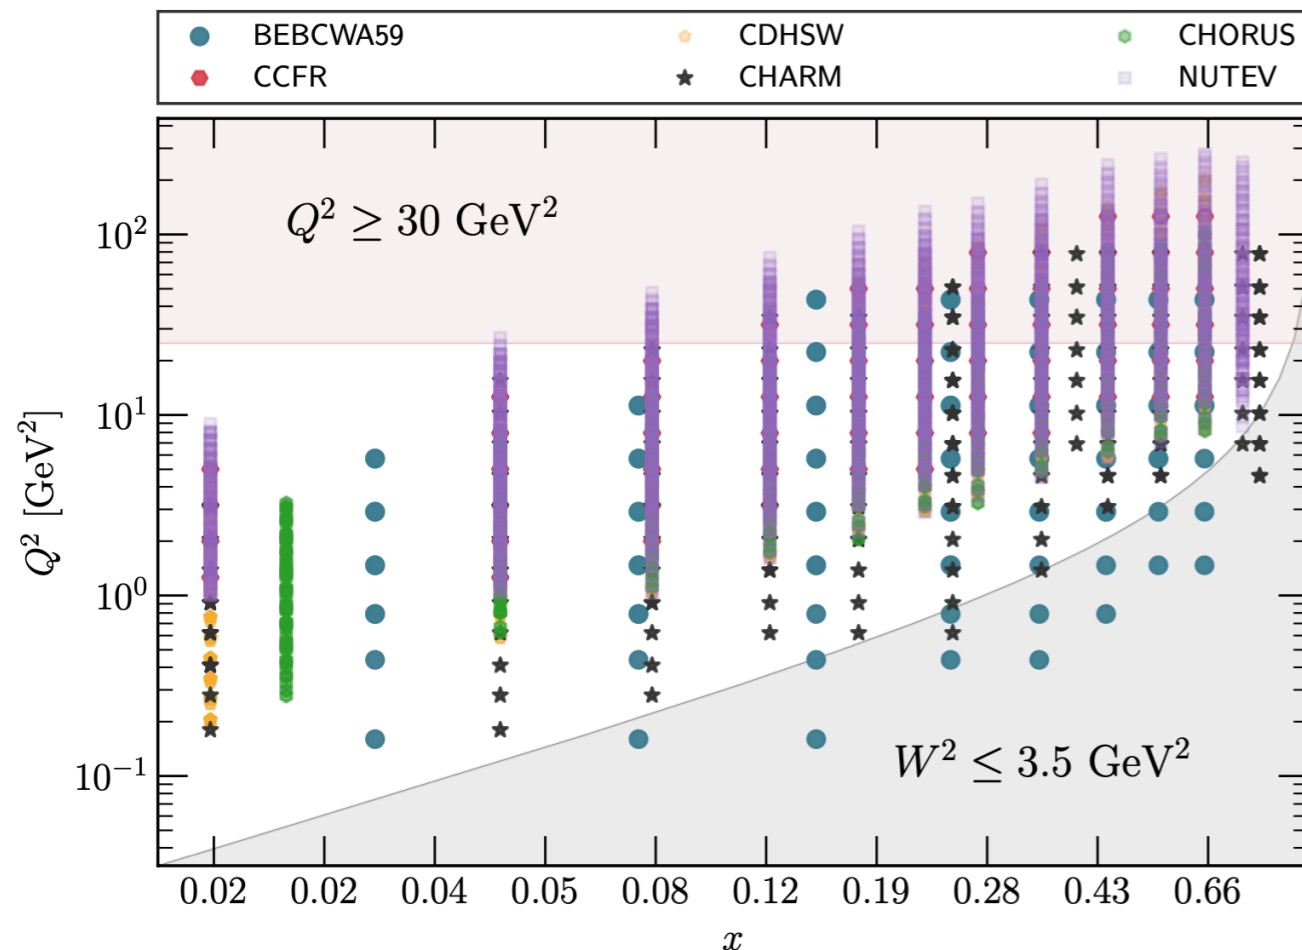 BEBCWA59 CDHSW CHORUS
CCFR CHARM NUTEV
Q² ≥ 30 GeV²
W² ≤ 3.5 GeV²
Q² [GeV²]
10²
10¹
10⁰
10⁻¹
0.02 0.02 0.04 0.05 0.08 0.12 0.19 0.28 0.43 0.66
x